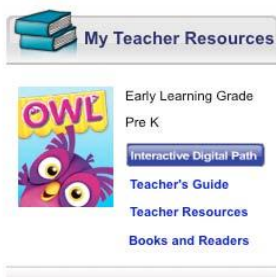 My Teacher Resources
OWL
Early Learning Grade
Pre K
Interactive Digital Path
Teacher's Guide
Teacher Resources
Books and Readers